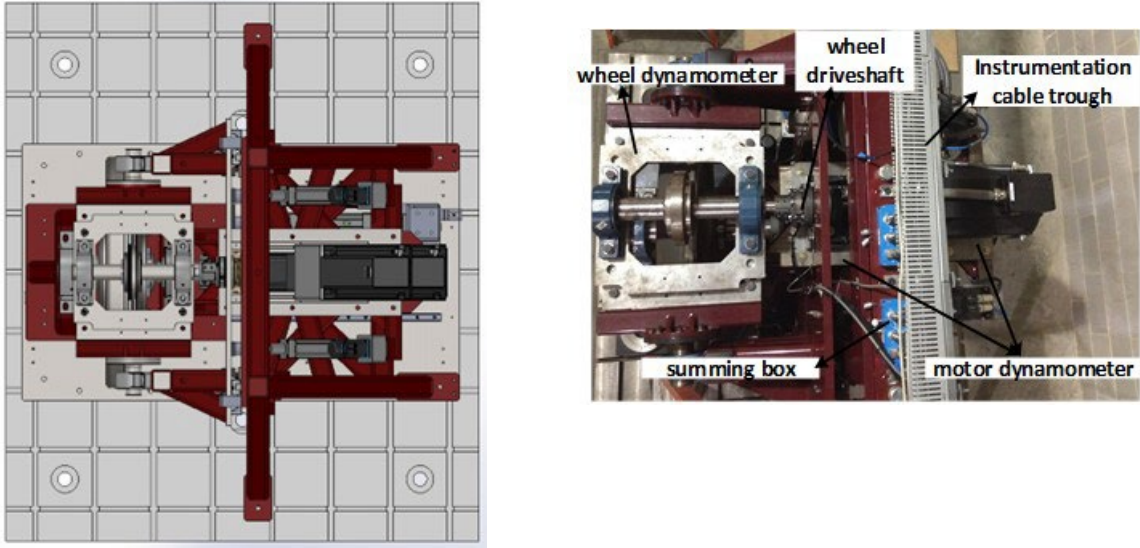 wheel
driveshaft
wheel dynamometer
Instrumentation
cable trough
summing box
motor dynamometer